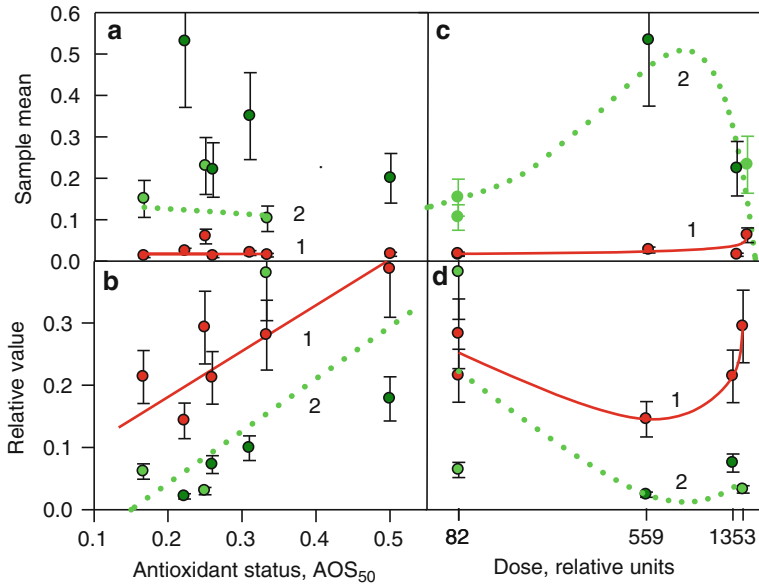 a
c
Sample mean
0.6
0.5
0.4
0.3
0.2
0.1
0.0
2
1
2
1
b
d
Relative value
0.3
0.2
0.1
0.0
1
2
1
2
0.1 0.2 0.3 0.4 0.5
82 559 1353
Antioxidant status, AOS50
Dose, relative units